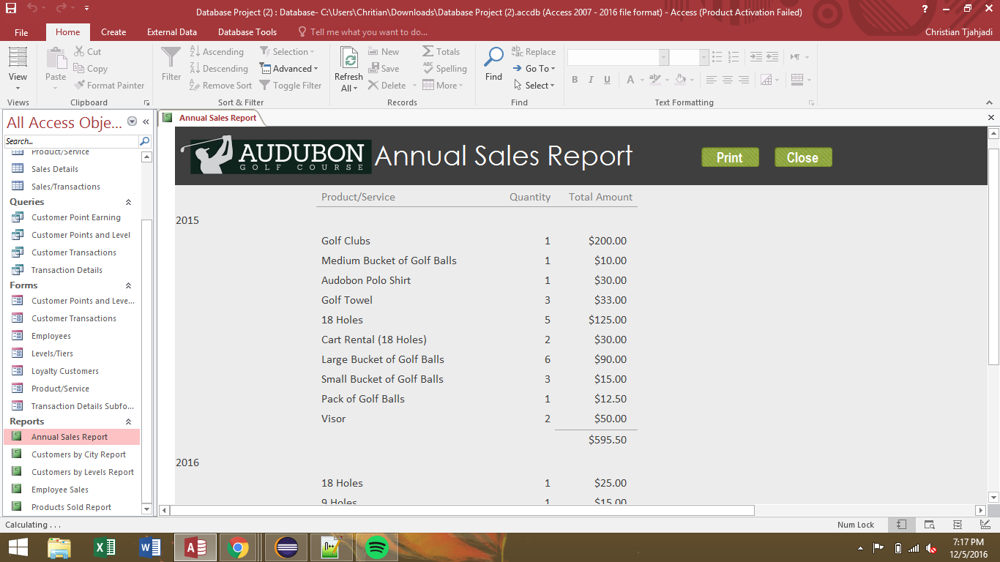 Database Project (2) : Database- C:\Users\Chritian\Downloads\Database Project (2).accdb (Access 2007 - 2016 file format) - Access (Product Activation Failed)
File Home Create External Data Database Tools Tell me what you want to do... Christian Tjahjadi
View
Views
Paste
Cut
Copy
Format Painter
Clipboard
Filter
Ascending
Descending
Remove Sort
Selection
Advanced
Toggle Filter
Sort & Filter
Refresh
All
New
Save
Delete
Totals
Spelling
More
Records
Find
Replace
Go To
Select
Find
B I U A
Text Formatting
All Access Obje...
Search...
Product/Service
Sales Details
Sales/Transactions
Queries
Customer Point Earning
Customer Points and Level
Customer Transactions
Transaction Details
Forms
Customer Points and Leve...
Customer Transactions
Employees
Levels/Tiers
Loyalty Customers
Product/Service
Transaction Details Subfo...
Reports
Annual Sales Report
Customers by City Report
Customers by Levels Report
Employee Sales
Products Sold Report
Annual Sales Report
AUDUBON
GOLF COURSE
Annual Sales Report
Print Close
Product/Service Quantity Total Amount
2015
Golf Clubs 1 $200.00
Medium Bucket of Golf Balls 1 $10.00
Audobon Polo Shirt 1 $30.00
Golf Towel 3 $33.00
18 Holes 5 $125.00
Cart Rental (18 Holes) 2 $30.00
Large Bucket of Golf Balls 6 $90.00
Small Bucket of Golf Balls 3 $15.00
Pack of Golf Balls 1 $12.50
Visor 2 $50.00
$595.50
2016
18 Holes 1 $25.00
9 Holes 1 $15.00
Calculating . . . Num Lock
7:17 PM
12/5/2016